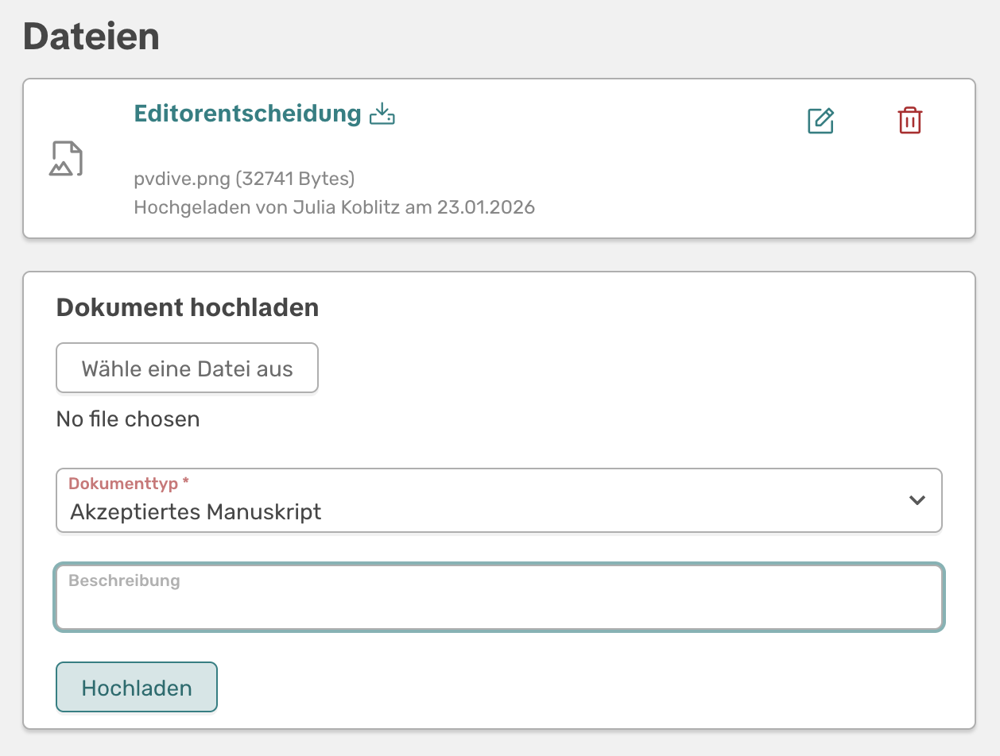 Dateien
Editorentscheidung
pvdive.png (32741 Bytes)
Hochgeladen von Julia Koblitz am 23.01.2026
Dokument hochladen
Wähle eine Datei aus
No file chosen
Dokumenttyp *
Akzeptiertes Manuskript
Beschreibung
Hochladen